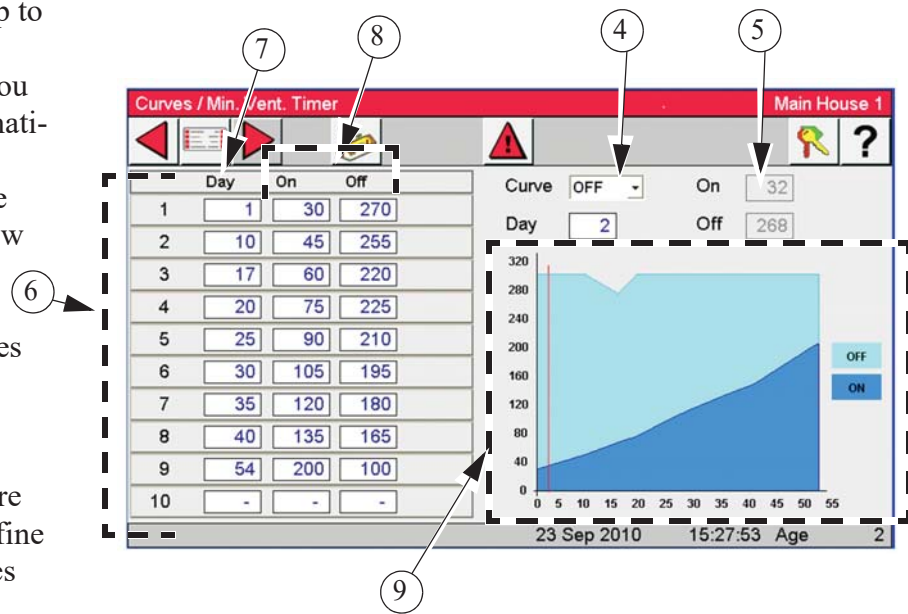 p to
ou
mati-
e
w
es
re
fine
es
7
8
4
5
6
9
Curves / Min. Vent. Timer Main House 1
?
Day On Off
1 1 30 270
2 10 45 255
3 17 60 220
4 20 75 225
5 25 90 210
6 30 105 195
7 35 120 180
8 40 135 165
9 54 200 100
10 - - -
Curve OFF On 32
Day 2 Off 268
320
280
240
200
160
120
80
40
0
0 5 10 15 20 25 30 35 40 45 50 55
OFF
ON
23 Sep 2010 15:27:53 Age 2